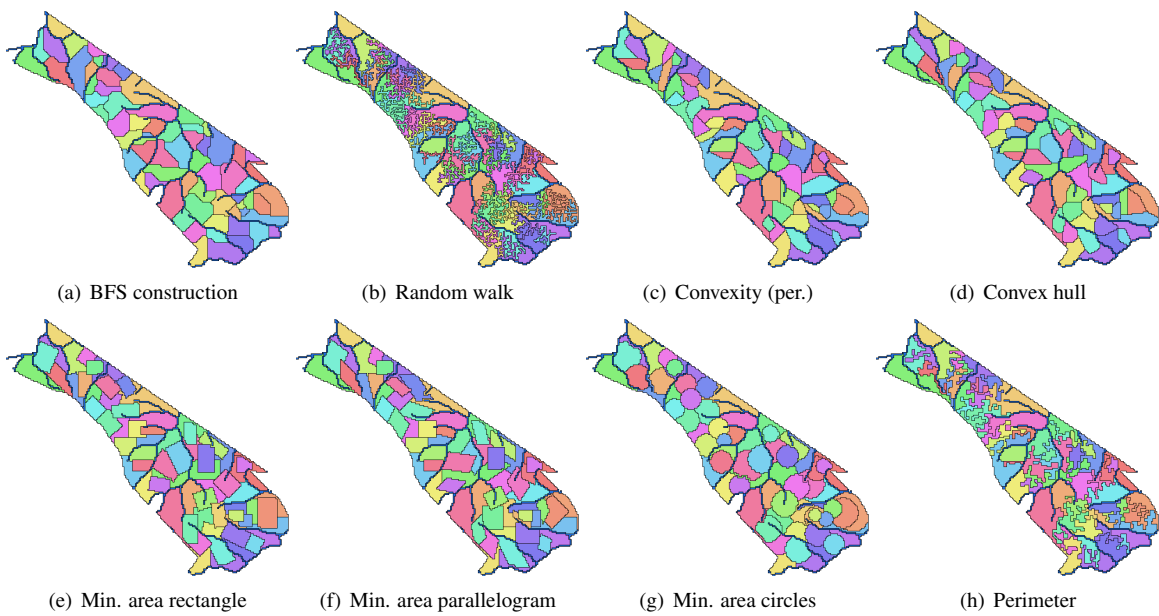 (a) BFS construction
(b) Random walk
(c) Convexity (per.)
(d) Convex hull
(e) Min. area rectangle
(f) Min. area parallelogram
(g) Min. area circles
(h) Perimeter